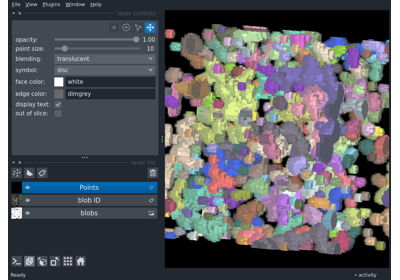 File View Plugins Window Help
layer controls
opacity: 1.00
point size: 10
blending: translucent
symbol: disc
face color: white
edge color: dimgrey
display text:
out of slice:
layer list
Points
blob ID
blobs
Ready
activity